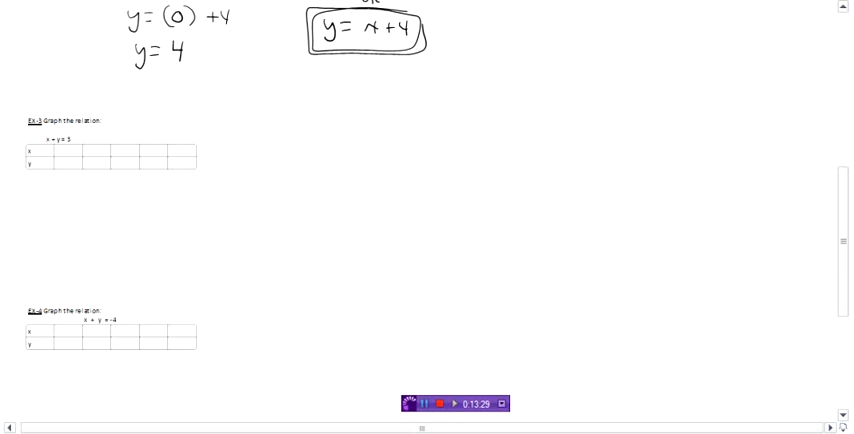 y = (0) + 4
y = x + 4
y = 4
Ex-3 Graph the relation:
x + y = 5
x
y
Ex-4 Graph the relation:
x + y = -4
x
y
0:13:29